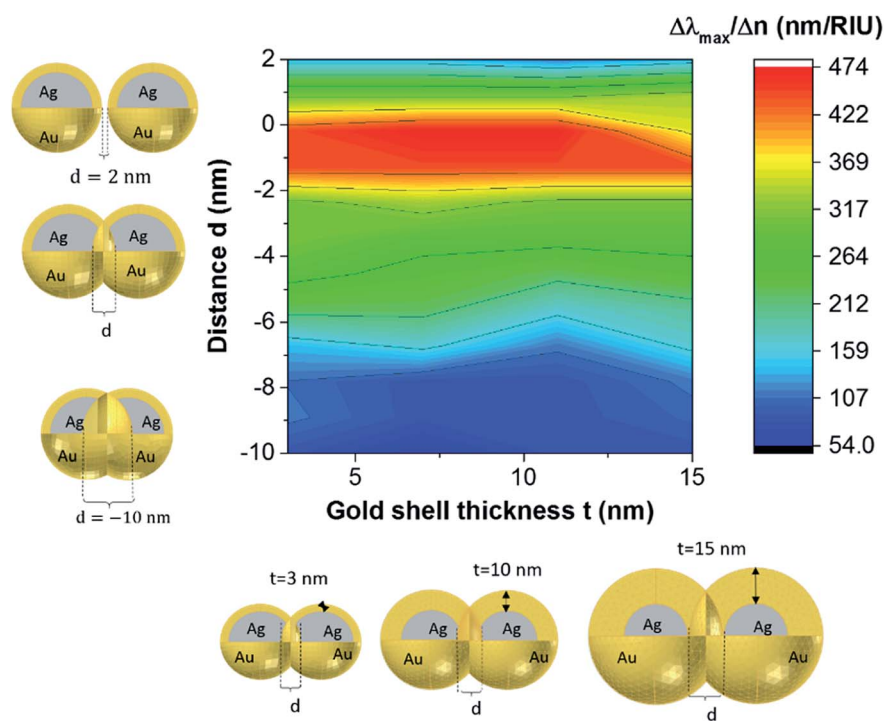 Δλmax/Δn (nm/RIU)
Ag
Ag
Au
Au
d = 2 nm
Ag
Ag
Au
Au
d
Ag
Ag
Au
Au
d = −10 nm
Distance d (nm)
2
0
-2
-4
-6
-8
-10
5
10
15
Gold shell thickness t (nm)
474
422
369
317
264
212
159
107
54.0
t=3 nm
t=10 nm
t=15 nm
Ag
Ag
Ag
Ag
Au
Au
Au
Au
Au
Au
d
d
d